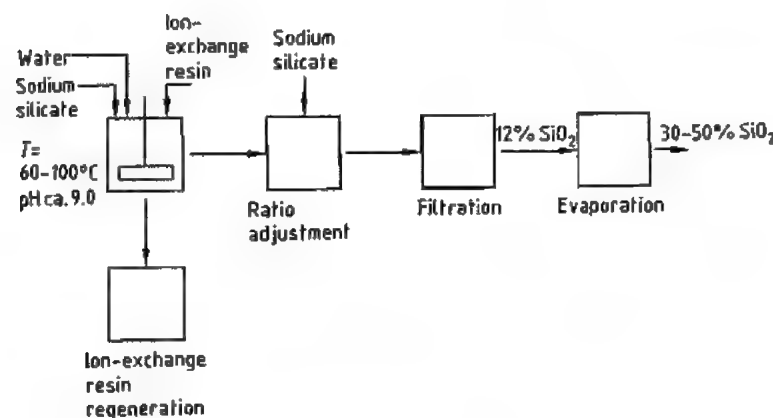 Ion-
exchange
resin
Water
Sodium
silicate
T=
60-100°C
pH ca. 9.0
Sodium
silicate
Ratio
adjustment
Filtration
12% SiO₂
Evaporation
30-50% SiO₂
Ion-exchange
resin
regeneration